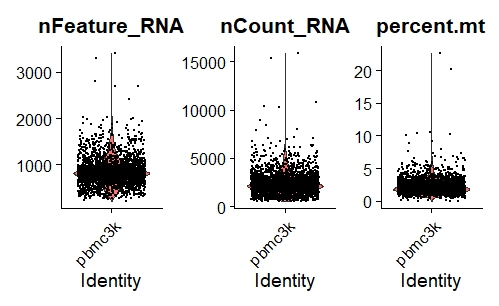 nFeature_RNA
3000
2000
1000
pbmc3k
Identity
nCount_RNA
15000
10000
5000
0
pbmc3k
Identity
percent.mt
20
15
10
5
0
pbmc3k
Identity